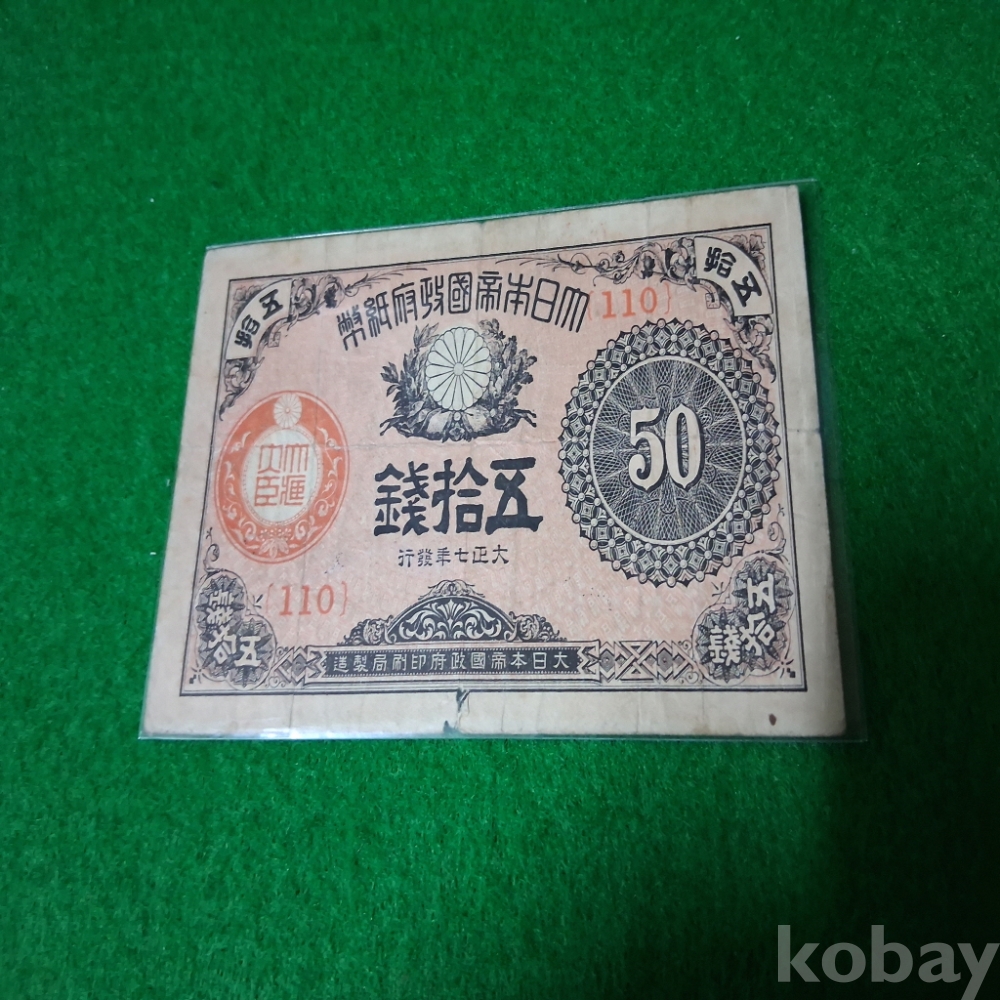 五拾
五拾
大日本帝國政府紙幣
{110}
50
大藏大臣
五拾錢
大正七年發行
{110}
五拾錢
五拾錢
大日本帝國政府印刷局製造
kobay